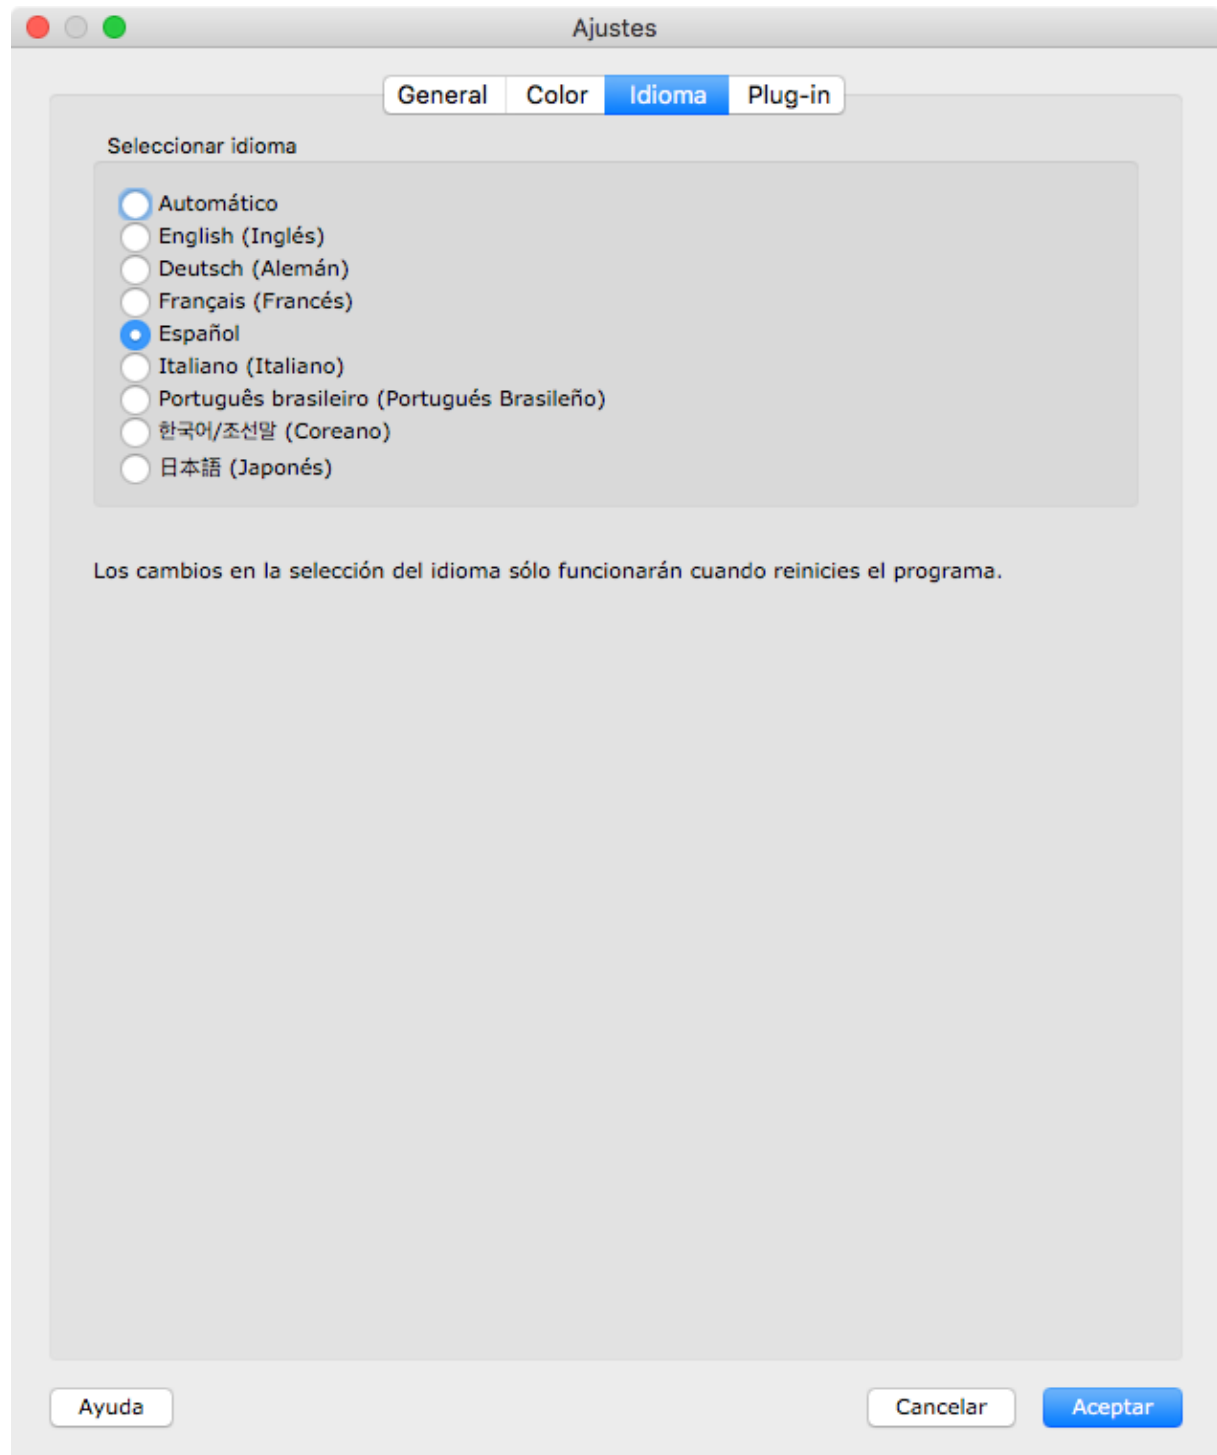 Ajustes
General Color Idioma Plug-in
Seleccionar idioma
Automático
English (Inglés)
Deutsch (Alemán)
Français (Francés)
Español
Italiano (Italiano)
Português brasileiro (Portugués Brasileño)
한국어/조선말 (Coreano)
日本語 (Japonés)
Los cambios en la selección del idioma sólo funcionarán cuando reinicies el programa.
Ayuda Cancelar Aceptar